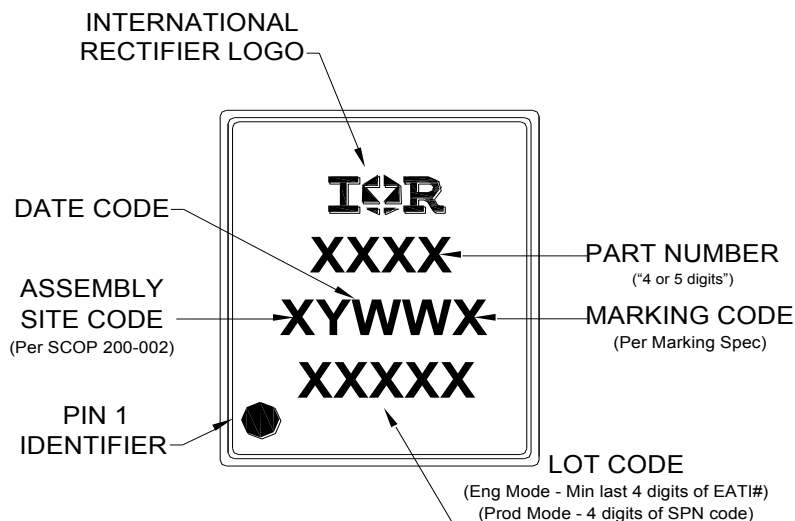 INTERNATIONAL
RECTIFIER LOGO
IOR
DATE CODE
XXXX
PART NUMBER
(“4 or 5 digits”)
ASSEMBLY
SITE CODE
(Per SCOP 200-002)
XYWWX
MARKING CODE
(Per Marking Spec)
XXXXX
PIN 1
IDENTIFIER
LOT CODE
(Eng Mode - Min last 4 digits of EATI#)
(Prod Mode - 4 digits of SPN code)